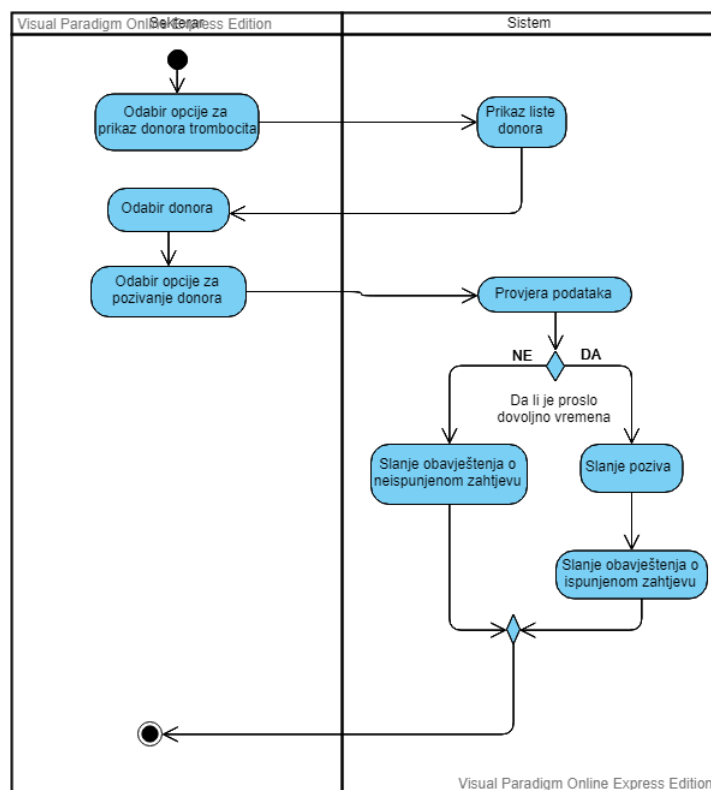 Visual Paradigm Online Express Edition
Sekterar
Sistem
Odabir opcije za
prikaz donora trombocita
Prikaz liste
donora
Odabir donora
Odabir opcije za
pozivanje donora
Provjera podataka
NE
DA
Da li je proslo
dovoljno vremena
Slanje obavještenja o
neispunjenom zahtjevu
Slanje poziva
Slanje obavještenja o
ispunjenom zahtjevu
Visual Paradigm Online Express Edition